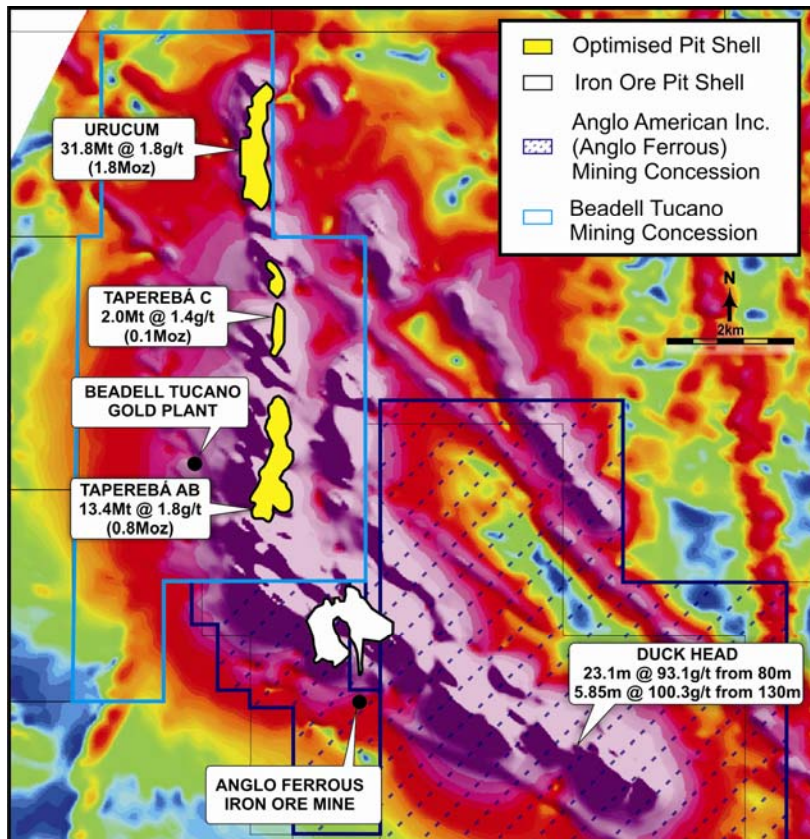 Optimised Pit Shell
Iron Ore Pit Shell
Anglo American Inc.
(Anglo Ferrous)
Mining Concession
Beadell Tucano
Mining Concession
N
2km
URUCUM
31.8Mt @ 1.8g/t
(1.8Moz)
TAPEREBÁ C
2.0Mt @ 1.4g/t
(0.1Moz)
BEADELL TUCANO
GOLD PLANT
TAPEREBÁ AB
13.4Mt @ 1.8g/t
(0.8Moz)
DUCK HEAD
23.1m @ 93.1g/t from 80m
5.85m @ 100.3g/t from 130m
ANGLO FERROUS
IRON ORE MINE